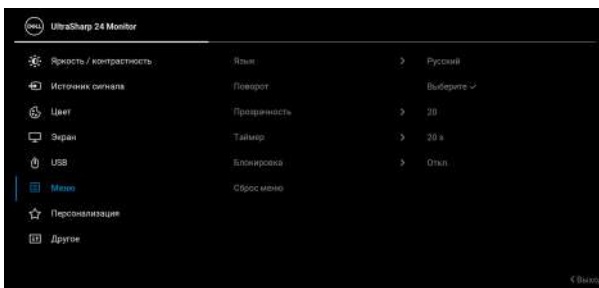 DELL UltraSharp 24 Monitor
Яркость / контрастность Язык > Русский
Источник сигнала Поворот Выберите ✓
Цвет Прозрачность > 20
Экран Таймер > 20 s
USB Блокировка > Откл.
Меню Сброс меню
Персонализация
Другое